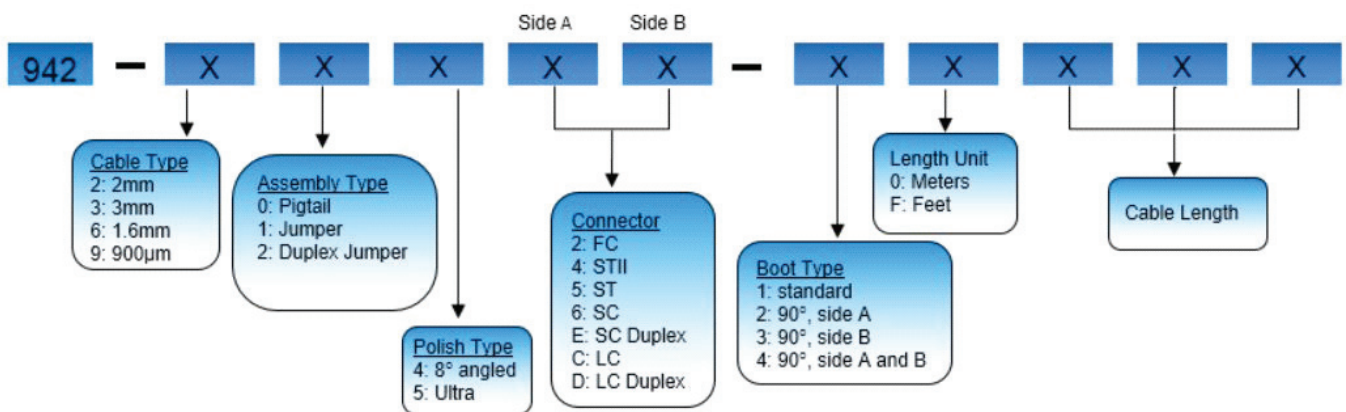 Side A Side B
942 - X X X X X - X X X X X
Cable Type
2: 2mm
3: 3mm
6: 1.6mm
9: 900µm
Assembly Type
0: Pigtail
1: Jumper
2: Duplex Jumper
Polish Type
4: 8° angled
5: Ultra
Connector
2: FC
4: STII
5: ST
6: SC
E: SC Duplex
C: LC
D: LC Duplex
Boot Type
1: standard
2: 90°, side A
3: 90°, side B
4: 90°, side A and B
Length Unit
0: Meters
F: Feet
Cable Length